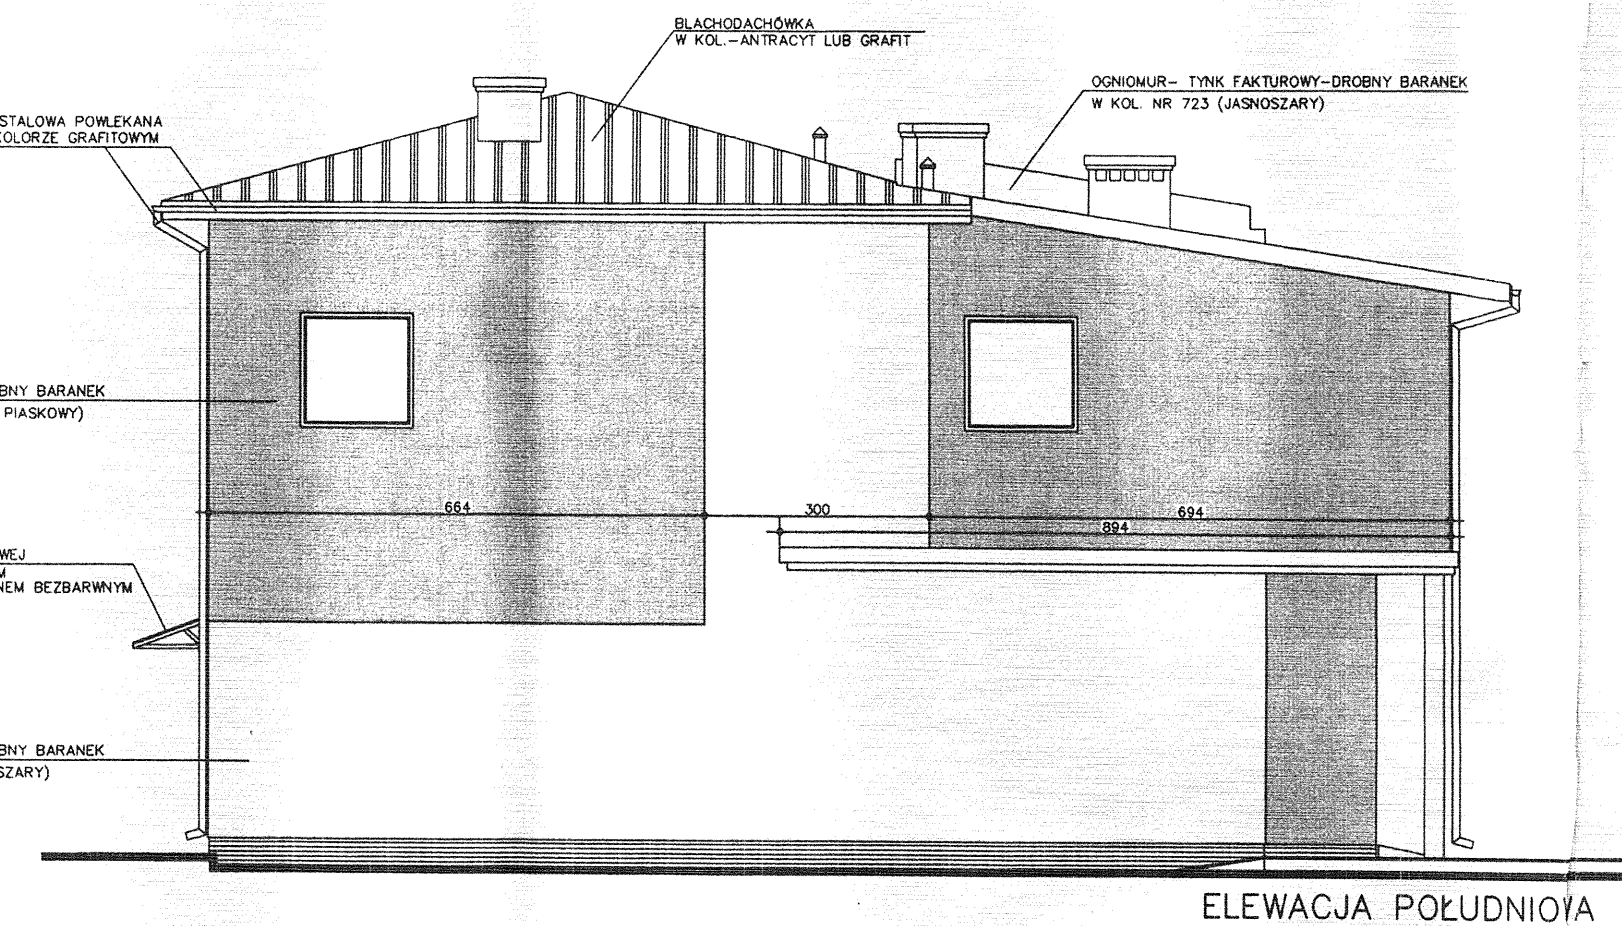 BLACHODACHÓWKA
W KOL.-ANTRACYT LUB GRAFIT
OGNIOMUR- TYNK FAKTUROWY-DROBNY BARANEK
W KOL. NR 723 (JASNOSZARY)
STALOWA POWLEKANA
KOLORZE GRAFITOWYM
BNY BARANEK
PIASKOWY)
664
300
694
894
WEJ
M
NEM BEZBARWNYM
BNY BARANEK
SZARY)
ELEWACJA POŁUDNIOWA